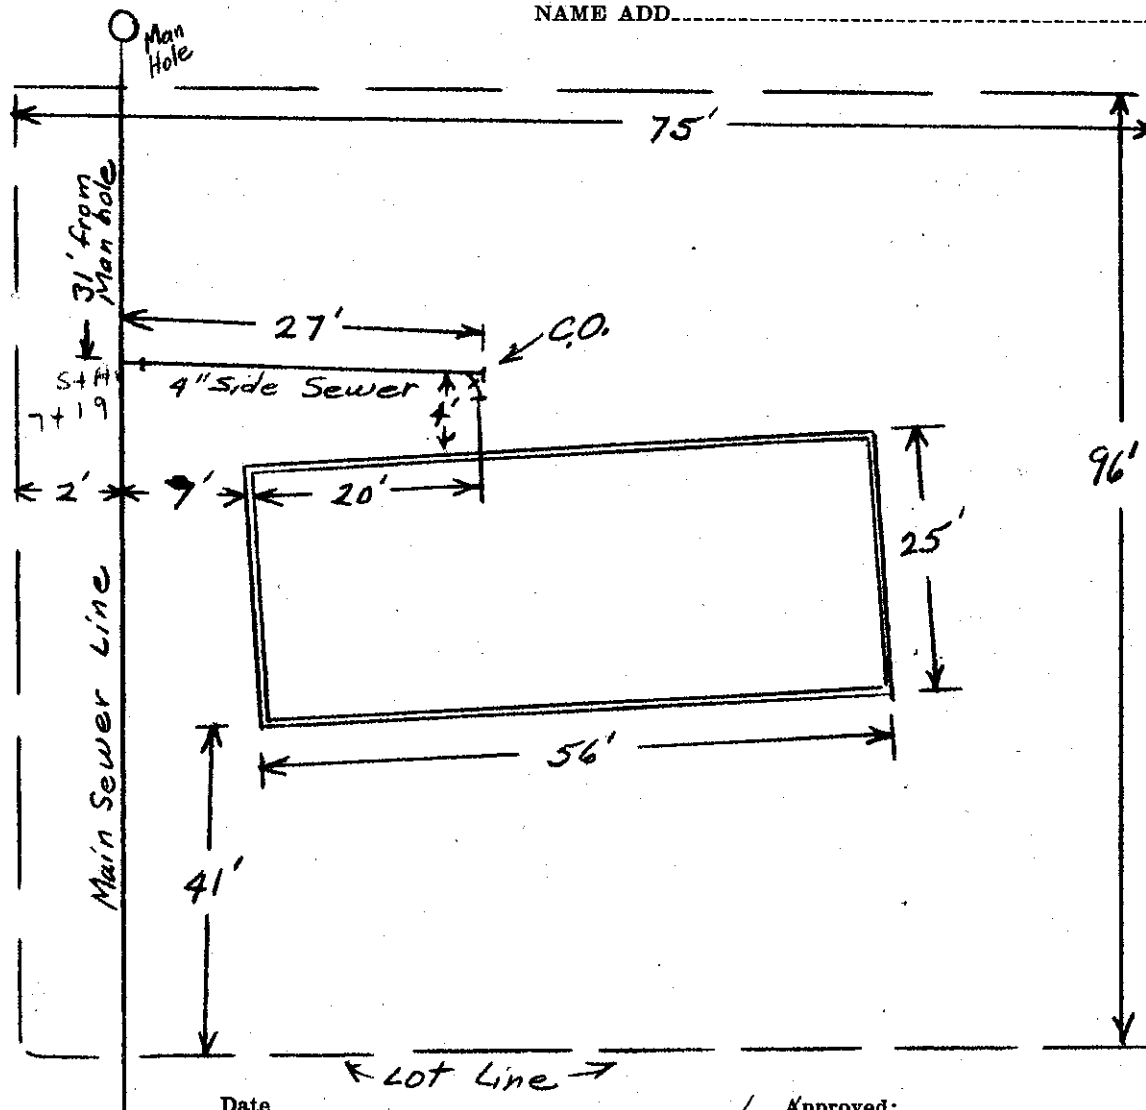 NAME ADD
Man
Hole
75'
31' from
Man hole
27'
C.O.
4" Side Sewer
4'
2'
7'
20'
96'
25'
Main Sewer Line
56'
41'
Lot Line
Date
Approved: